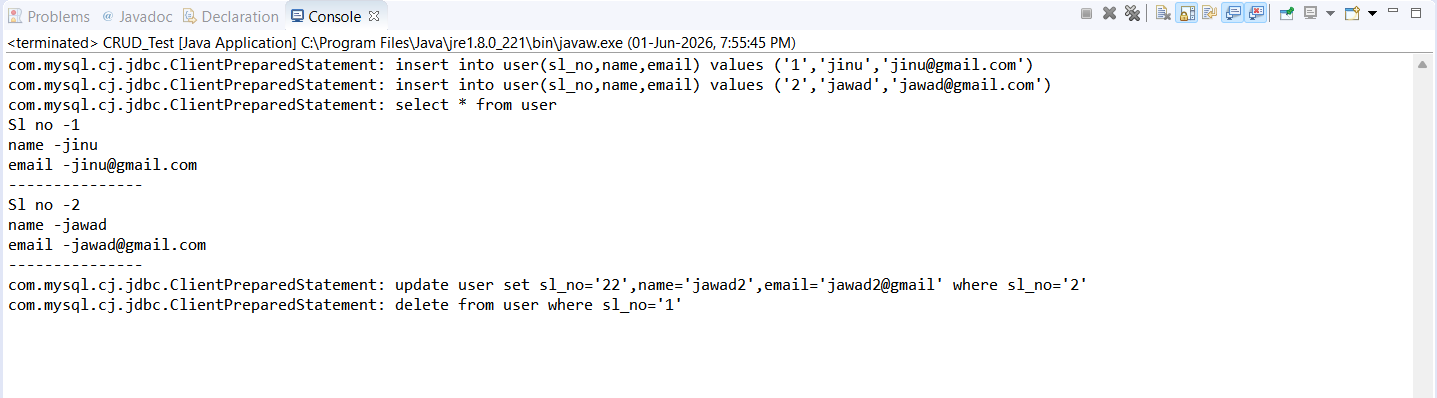 Problems @ Javadoc Declaration Console
<terminated> CRUD_Test [Java Application] C:\Program Files\Java\jre1.8.0_221\bin\javaw.exe (01-Jun-2026, 7:55:45 PM)
com.mysql.cj.jdbc.ClientPreparedStatement: insert into user(sl_no,name,email) values ('1','jinu','jinu@gmail.com')
com.mysql.cj.jdbc.ClientPreparedStatement: insert into user(sl_no,name,email) values ('2','jawad','jawad@gmail.com')
com.mysql.cj.jdbc.ClientPreparedStatement: select * from user
Sl no -1
name -jinu
email -jinu@gmail.com
---------------
Sl no -2
name -jawad
email -jawad@gmail.com
---------------
com.mysql.cj.jdbc.ClientPreparedStatement: update user set sl_no='22',name='jawad2',email='jawad2@gmail' where sl_no='2'
com.mysql.cj.jdbc.ClientPreparedStatement: delete from user where sl_no='1'